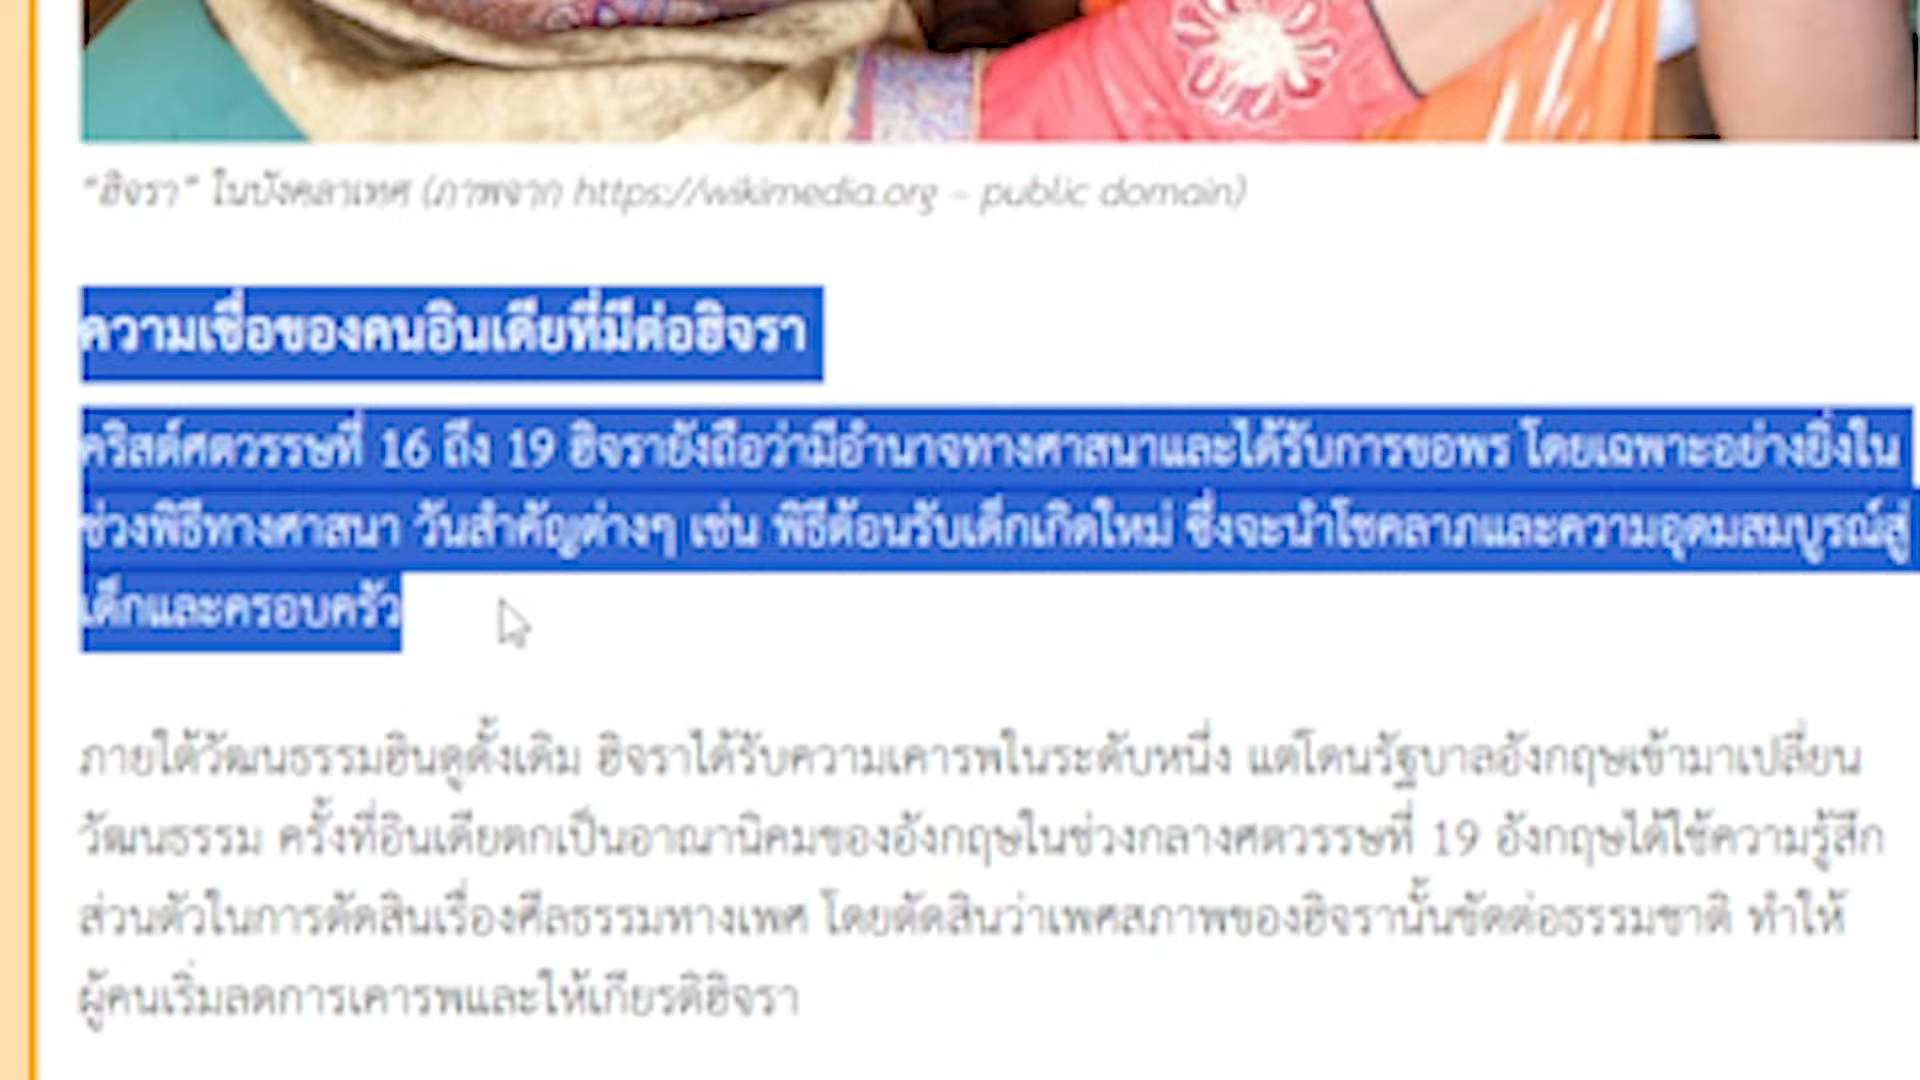 “ฮิจรา” ในบังคลาเทศ (ภาพจาก https://wikimedia.org – public domain)
ความเชื่อของคนอินเดียที่มีต่อฮิจรา
คริสต์ศตวรรษที่ 16 ถึง 19 ฮิจรายังถือว่ามีอำนาจทางศาสนาและได้รับการขอพร โดยเฉพาะอย่างยิ่งใน
ช่วงพิธีทางศาสนา วันสำคัญต่างๆ เช่น พิธีต้อนรับเด็กเกิดใหม่ ซึ่งจะนำโชคลาภและความอุดมสมบูรณ์สู่
เด็กและครอบครัว
ภายใต้วัฒนธรรมฮินดูดั้งเดิม ฮิจราได้รับความเคารพในระดับหนึ่ง แต่โดนรัฐบาลอังกฤษเข้ามาเปลี่ยน
วัฒนธรรม ครั้งที่อินเดียตกเป็นอาณานิคมของอังกฤษในช่วงกลางศตวรรษที่ 19 อังกฤษได้ใช้ความรู้สึก
ส่วนตัวในการตัดสินเรื่องศีลธรรมทางเพศ โดยตัดสินว่าเพศสภาพของฮิจรานั้นขัดต่อธรรมชาติ ทำให้
ผู้คนเริ่มลดการเคารพและให้เกียรติฮิจรา